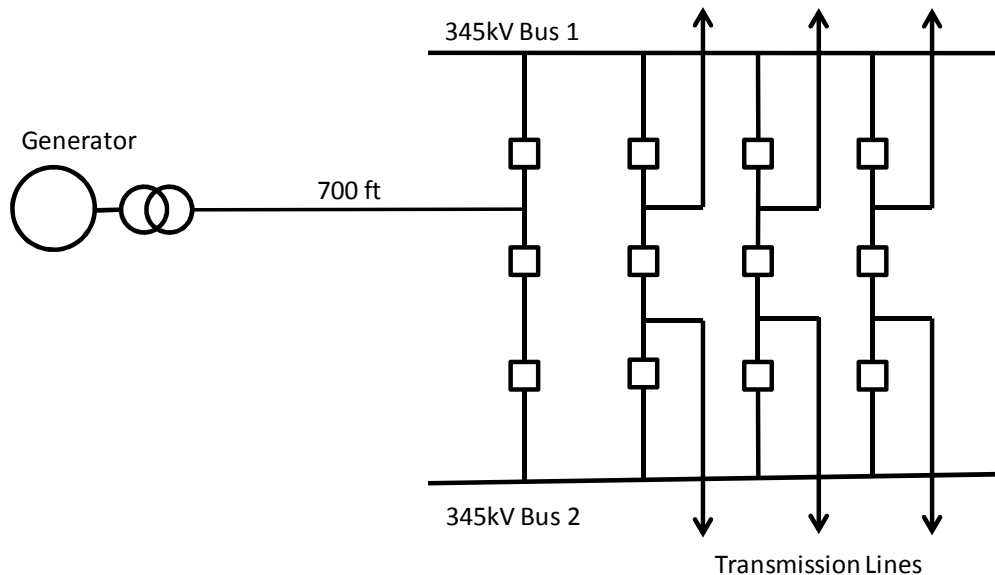 345kV Bus 1
Generator
700 ft
345kV Bus 2
Transmission Lines